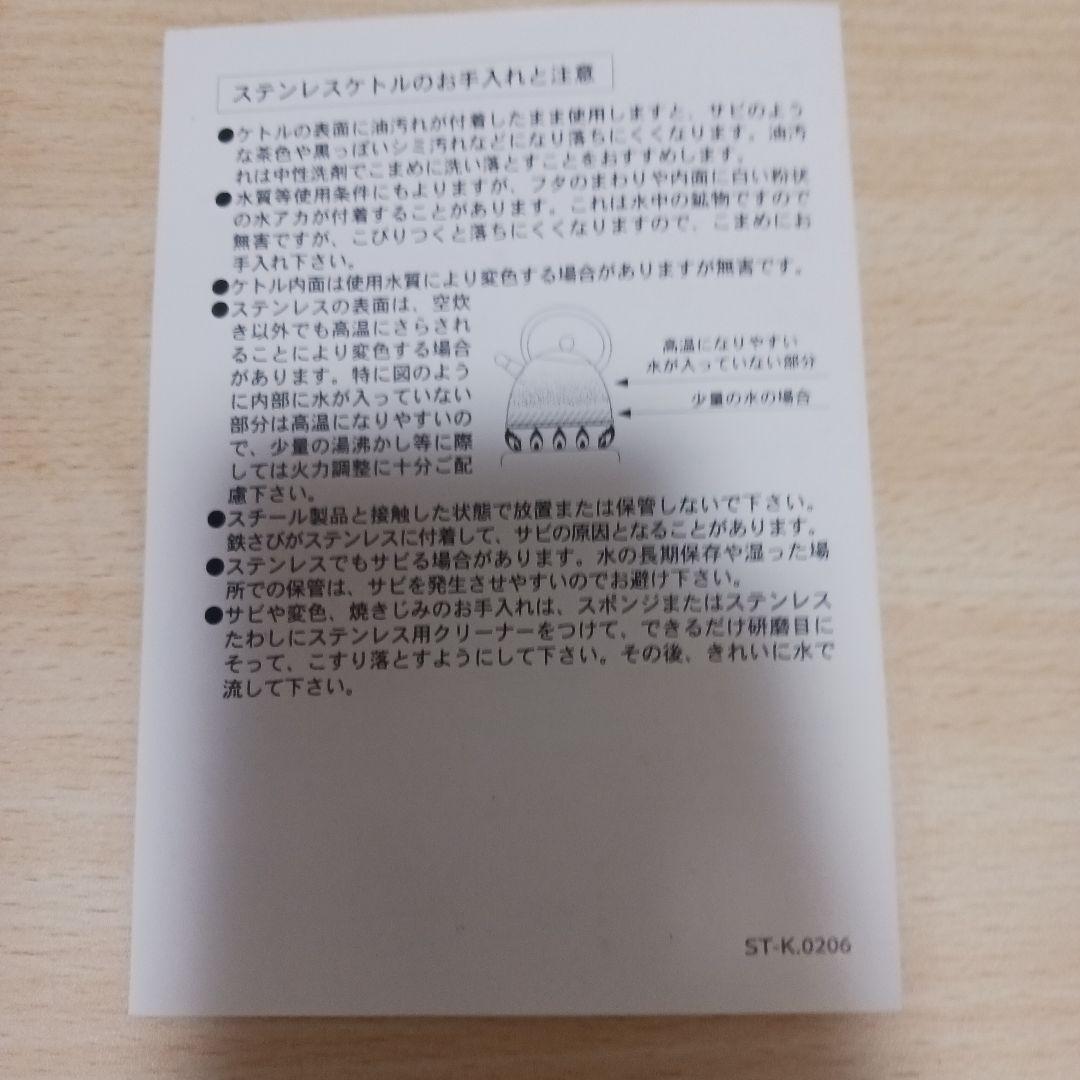 ステンレスケトルのお手入れと注意
●ケトルの表面に油汚れが付着したまま使用しますと、サビのよう
な茶色や黒っぽいシミ汚れなどになり落ちにくくなります。油汚
れは中性洗剤でこまめに洗い落とすことをおすすめします。
●水質等使用条件にもよりますが、フタのまわりや内面に白い粉状
の水アカが付着することがあります。これは水中の鉱物ですので
無害ですが、こびりつくと落ちにくくなりますので、こまめにお
手入れ下さい。
●ケトル内面は使用水質により変色する場合がありますが無害です。
●ステンレスの表面は、空炊
き以外でも高温にさらされ
ることにより変色する場合
があります。特に図のよう
に内部に水が入っていない
部分は高温になりやすいの
で、少量の湯沸かし等に際
しては火力調整に十分ご配
慮下さい。
高温になりやすい
水が入っていない部分
少量の水の場合
●スチール製品と接触した状態で放置または保管しないで下さい。
鉄さびがステンレスに付着して、サビの原因となることがあります。
●ステンレスでもサビる場合があります。水の長期保存や湿った場
所での保管は、サビを発生させやすいのでお避け下さい。
●サビや変色、焼きじみのお手入れは、スポンジまたはステンレス
たわしにステンレス用クリーナーをつけて、できるだけ研磨目に
そって、こすり落とすようにして下さい。その後、きれいに水で
流して下さい。
ST-K.0206